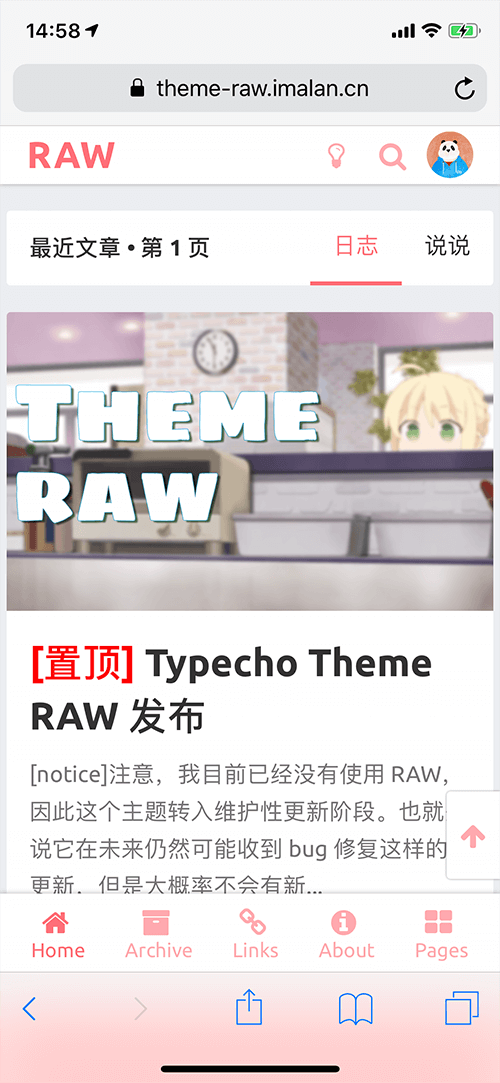 14:58
theme-raw.imalan.cn
RAW
最近文章 • 第 1 页
日志
说说
THEME
RAW
[置顶] Typecho Theme
RAW 发布
[notice]注意，我目前已经没有使用 RAW，
因此这个主题转入维护性更新阶段。也就
说它在未来仍然可能收到 bug 修复这样的
更新，但是大概率不会有新...
Home
Archive
Links
About
Pages